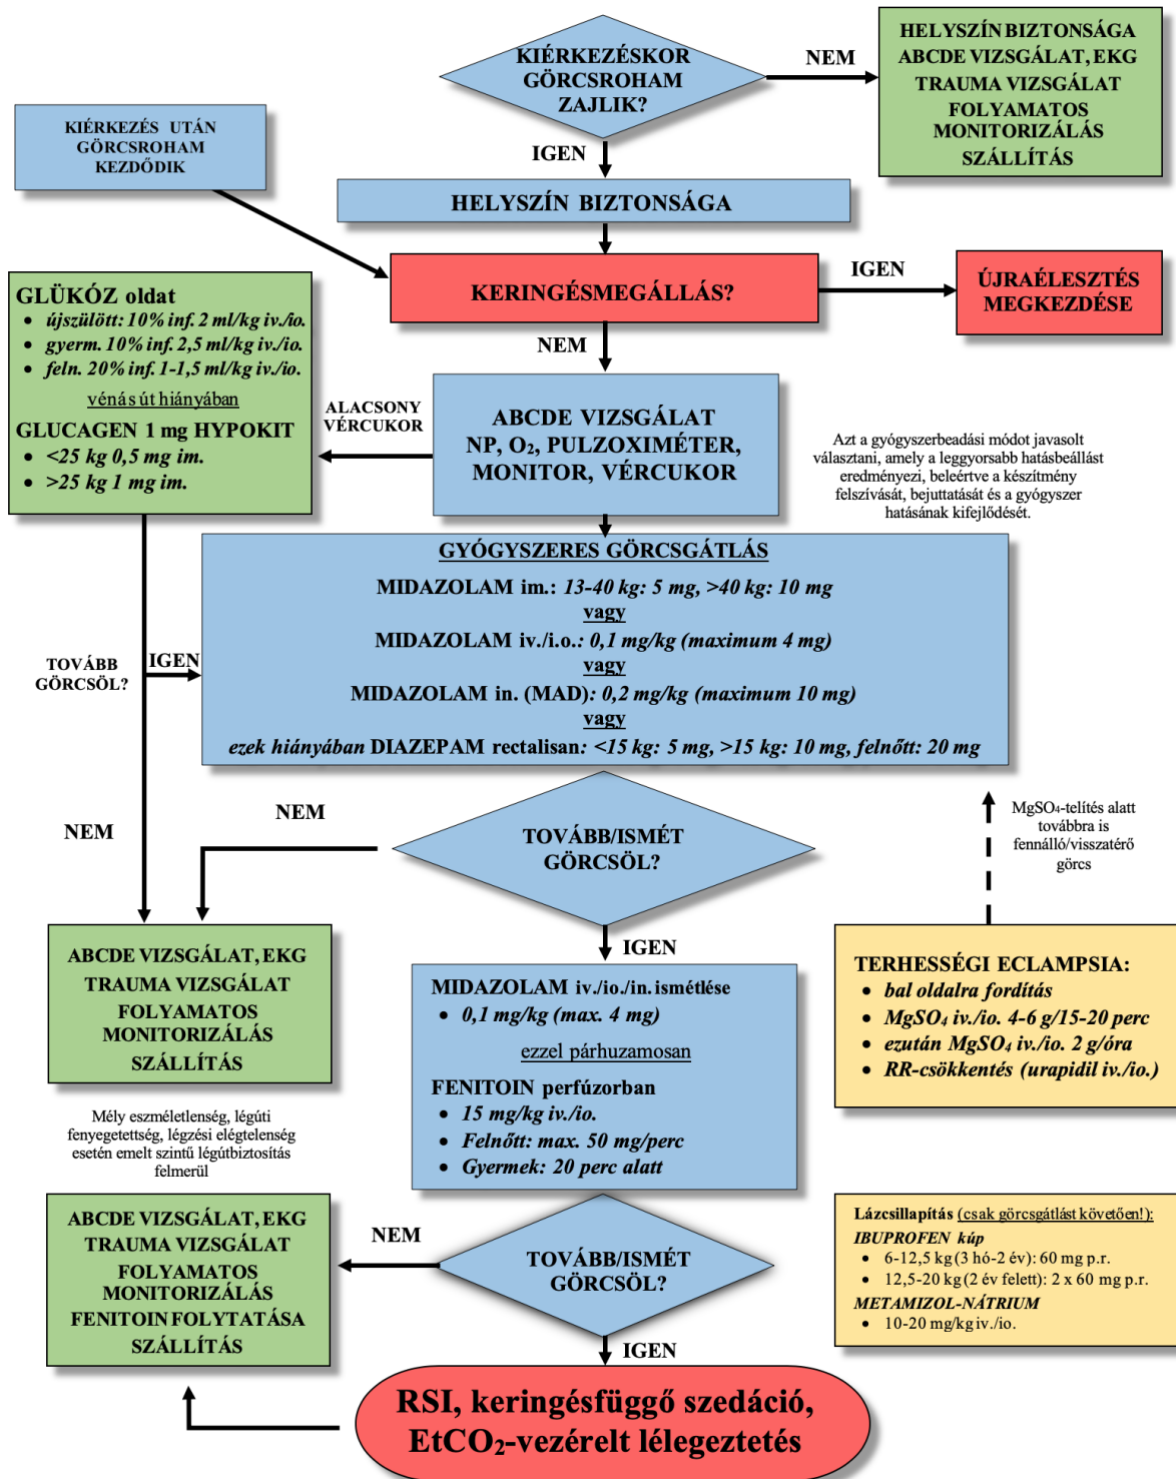 KIÉRKEZÉSKOR
GÖRCSROHAM
ZAJLIK?
NEM
HELYSZÍN BIZTONSÁGA
ABCDE VIZSGÁLAT, EKG
TRAUMA VIZSGÁLAT
FOLYAMATOS
MONITORIZÁLÁS
SZÁLLÍTÁS
KIÉRKEZÉS UTÁN
GÖRCSROHAM
KEZDŐDIK
IGEN
HELYSZÍN BIZTONSÁGA
KERINGÉSMEGÁLLÁS?
IGEN
ÚJRAÉLESZTÉS
MEGKEZDÉSE
NEM
GLÜKÓZ oldat
• újszülött: 10% inf. 2 ml/kg iv./io.
• gyerm. 10% inf. 2,5 ml/kg iv./io.
• feln. 20% inf. 1-1,5 ml/kg iv./io.
vénás út hiányában
GLUCAGEN 1 mg HYPOKIT
• <25 kg 0,5 mg im.
• >25 kg 1 mg im.
ALACSONY
VÉRCUKOR
ABCDE VIZSGÁLAT
NP, O₂, PULZOXIMÉTER,
MONITOR, VÉRCUKOR
Azt a gyógyszerbeadási módot javasolt
választani, amely a leggyorsabb hatásbeállást
eredményezi, beleértve a készítmény
felszívását, bejuttatását és a gyógyszer
hatásának kifejlődését.
GYÓGYSZERES GÖRCSGÁTLÁS
MIDAZOLAM im.: 13-40 kg: 5 mg, >40 kg: 10 mg
vagy
MIDAZOLAM iv./i.o.: 0,1 mg/kg (maximum 4 mg)
vagy
MIDAZOLAM in. (MAD): 0,2 mg/kg (maximum 10 mg)
vagy
ezek hiányában DIAZEPAM rectalisan: <15 kg: 5 mg, >15 kg: 10 mg, felnőtt: 20 mg
TOVÁBB
GÖRCSÖL?
IGEN
NEM
NEM
TOVÁBB/ISMÉT
GÖRCSÖL?
MgSO₄-telítés alatt
továbbra is
fennálló/visszatérő
görcs
IGEN
ABCDE VIZSGÁLAT, EKG
TRAUMA VIZSGÁLAT
FOLYAMATOS
MONITORIZÁLÁS
SZÁLLÍTÁS
MIDAZOLAM iv./io./in. ismétlése
• 0,1 mg/kg (max. 4 mg)
ezzel párhuzamosan
FENITOIN perfúzorban
• 15 mg/kg iv./io.
• Felnőtt: max. 50 mg/perc
• Gyermek: 20 perc alatt
TERHESSÉGI ECLAMPSIA:
• bal oldalra fordítás
• MgSO₄ iv./io. 4-6 g/15-20 perc
• ezután MgSO₄ iv./io. 2 g/óra
• RR-csökkentés (urapidil iv./io.)
Mély eszméletlenség, légúti
fenyegetettség, légzési elégtelenség
esetén emelt szintű légútbiztosítás
felmerül
ABCDE VIZSGÁLAT, EKG
TRAUMA VIZSGÁLAT
FOLYAMATOS
MONITORIZÁLÁS
FENITOIN FOLYTATÁSA
SZÁLLÍTÁS
NEM
TOVÁBB/ISMÉT
GÖRCSÖL?
Lázcsillapítás (csak görcsgátlást követően!):
IBUPROFEN kúp
• 6-12,5 kg (3 hó-2 év): 60 mg p.r.
• 12,5-20 kg (2 év felett): 2 x 60 mg p.r.
METAMIZOL-NÁTRIUM
• 10-20 mg/kg iv./io.
IGEN
RSI, keringésfüggő szedáció,
EtCO₂-vezérelt lélegeztetés